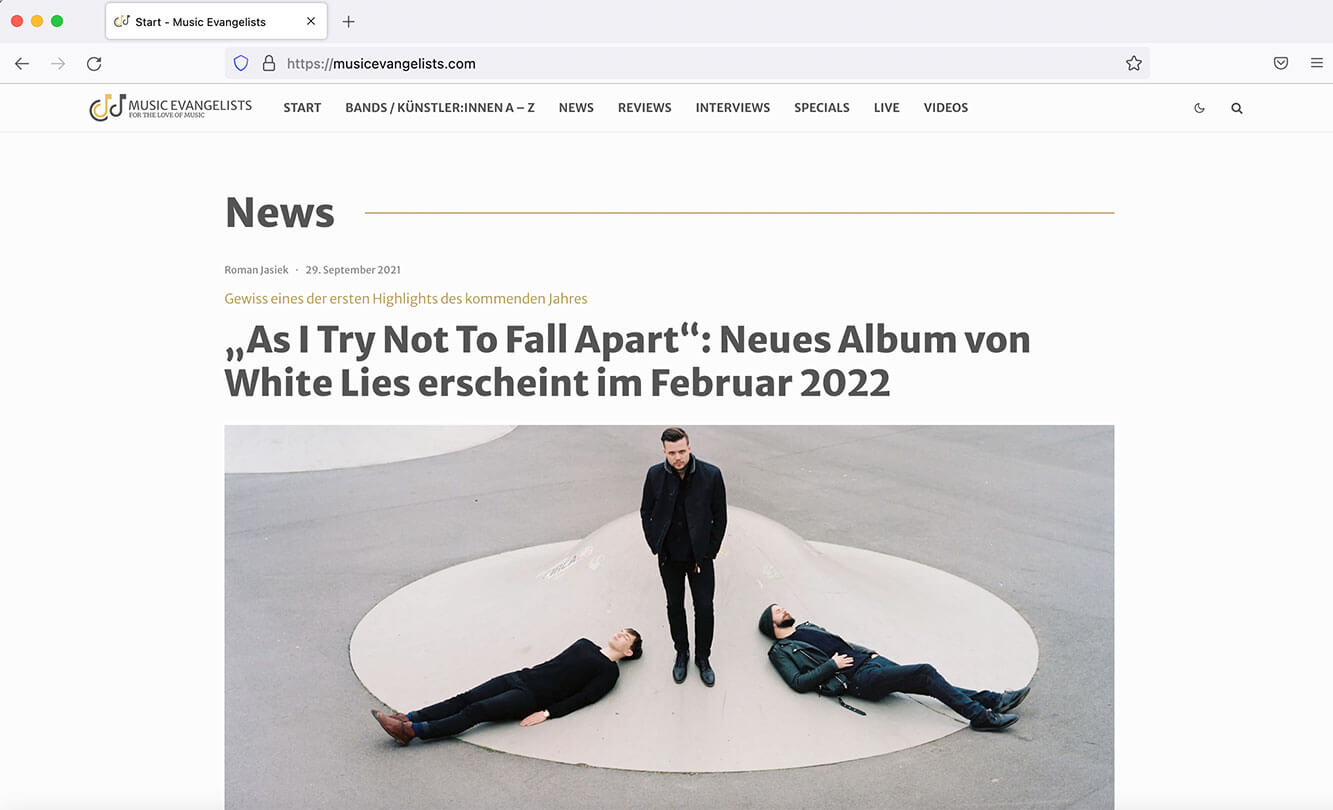 Start - Music Evangelists
https://musicevangelists.com
MUSIC EVANGELISTS
FOR THE LOVE OF MUSIC
START
BANDS / KÜNSTLER:INNEN A – Z
NEWS
REVIEWS
INTERVIEWS
SPECIALS
LIVE
VIDEOS
News
Roman Jasiek · 29. September 2021
Gewiss eines der ersten Highlights des kommenden Jahres
„As I Try Not To Fall Apart“: Neues Album von
White Lies erscheint im Februar 2022